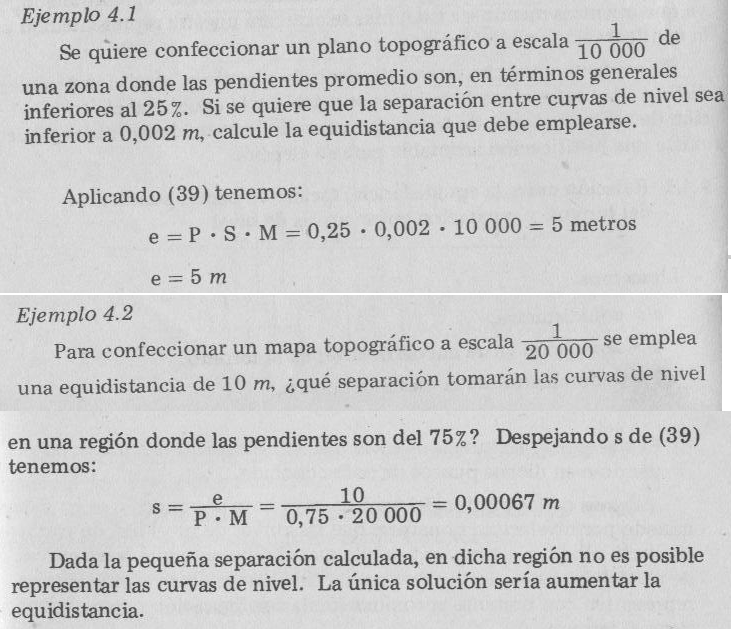 Ejemplo 4.1
Se quiere confeccionar un plano topográfico a escala 1/10 000 de
una zona donde las pendientes promedio son, en términos generales
inferiores al 25%. Si se quiere que la separación entre curvas de nivel sea
inferior a 0,002 m, calcule la equidistancia que debe emplearse.
Aplicando (39) tenemos:
e = P · S · M = 0,25 · 0,002 · 10 000 = 5 metros
e = 5 m
Ejemplo 4.2
Para confeccionar un mapa topográfico a escala 1/20 000 se emplea
una equidistancia de 10 m, ¿qué separación tomarán las curvas de nivel
en una región donde las pendientes son del 75%? Despejando s de (39)
tenemos:
s = e/P · M = 10/0,75 · 20 000 = 0,00067 m
Dada la pequeña separación calculada, en dicha región no es posible
representar las curvas de nivel. La única solución sería aumentar la
equidistancia.